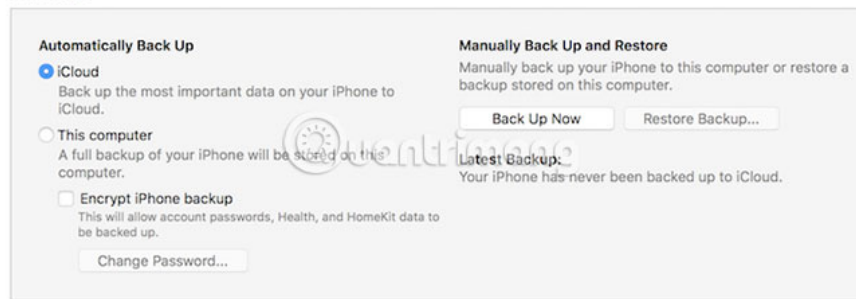 Automatically Back Up
iCloud
Back up the most important data on your iPhone to
iCloud.
This computer
A full backup of your iPhone will be stored on this
computer.
Encrypt iPhone backup
This will allow account passwords, Health, and HomeKit data to
be backed up.
Change Password...
Manually Back Up and Restore
Manually back up your iPhone to this computer or restore a
backup stored on this computer.
Back Up Now
Restore Backup...
Latest Backup:
Your iPhone has never been backed up to iCloud.
Quantrimang